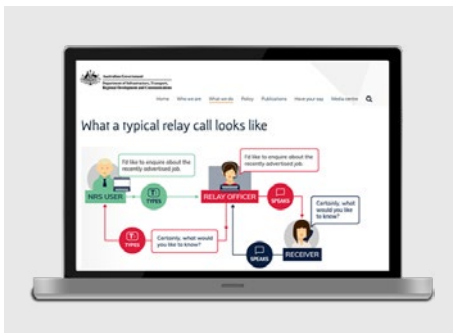 Australian Government
Department of Infrastructure, Transport,
Regional Development and Communications
Home Who we are What we do Policy Publications Have your say Media centre
What a typical relay call looks like
I'd like to enquire about the
recently advertised job.
I'd like to enquire about the
recently advertised job.
NRS USER
TYPES
RELAY OFFICER
SPEAKS
Certainly, what
would you like
to know?
TYPES
Certainly, what would
you like to know?
SPEAKS
RECEIVER